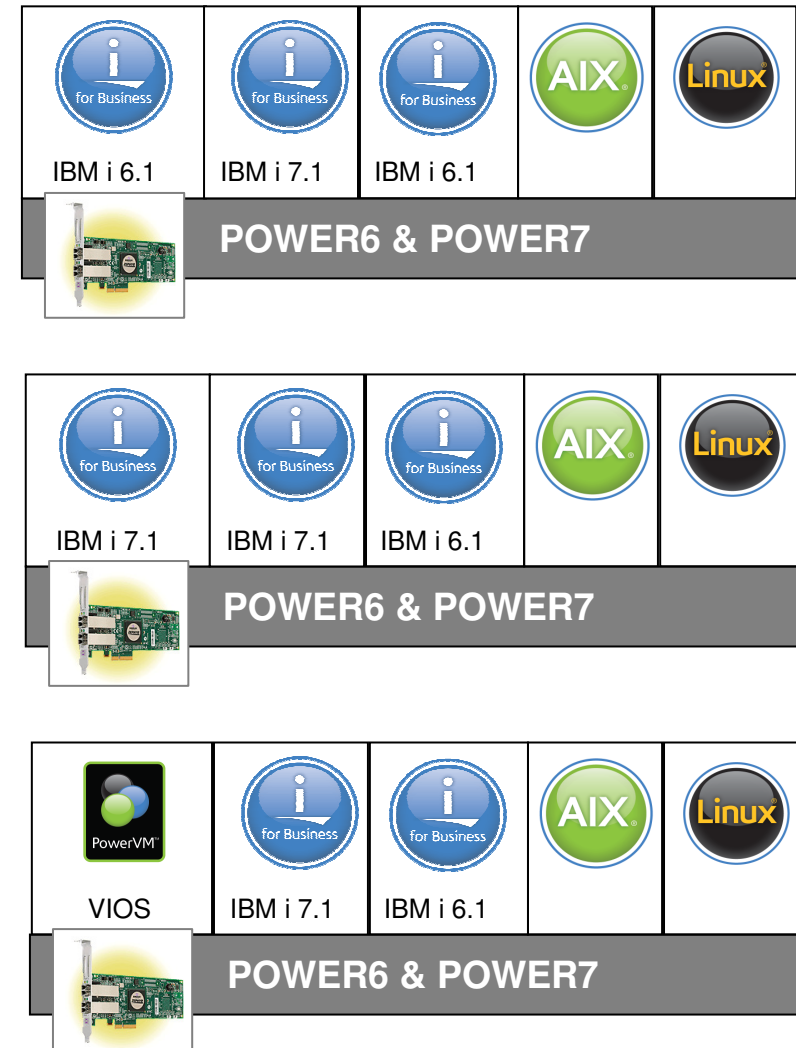 i for Business
i for Business
i for Business
AIX
Linux
IBM i 6.1
IBM i 7.1
IBM i 6.1
POWER6 & POWER7
i for Business
i for Business
i for Business
AIX
Linux
IBM i 7.1
IBM i 7.1
IBM i 6.1
POWER6 & POWER7
PowerVM™
i for Business
i for Business
AIX
Linux
VIOS
IBM i 7.1
IBM i 6.1
POWER6 & POWER7